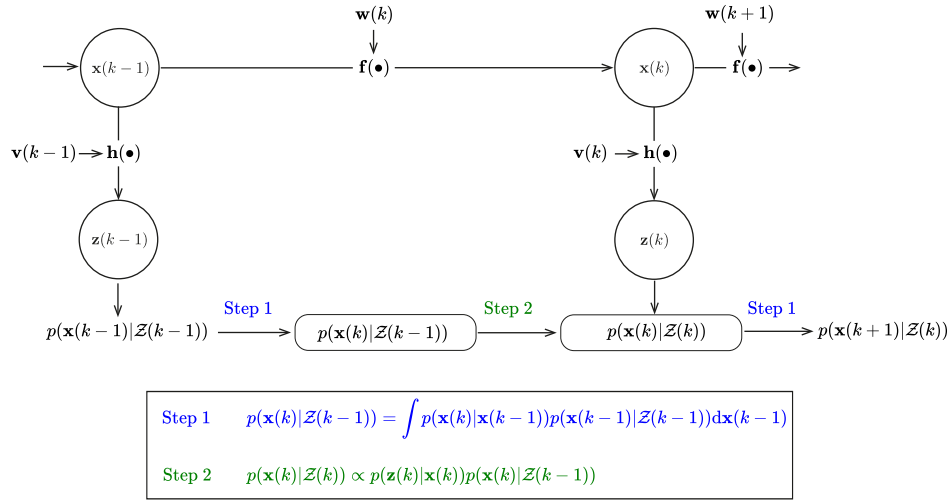 w(k) w(k+1)
x(k−1) f(•) x(k) f(•)
v(k−1) h(•) v(k) h(•)
z(k−1) z(k)
Step 1 Step 2 Step 1
p(x(k−1)|𝒵(k−1)) p(x(k)|𝒵(k−1)) p(x(k)|𝒵(k)) p(x(k+1)|𝒵(k))
Step 1 p(x(k)|𝒵(k−1)) = ∫ p(x(k)|x(k−1))p(x(k−1)|𝒵(k−1))dx(k−1)
Step 2 p(x(k)|𝒵(k)) ∝ p(z(k)|x(k))p(x(k)|𝒵(k−1))